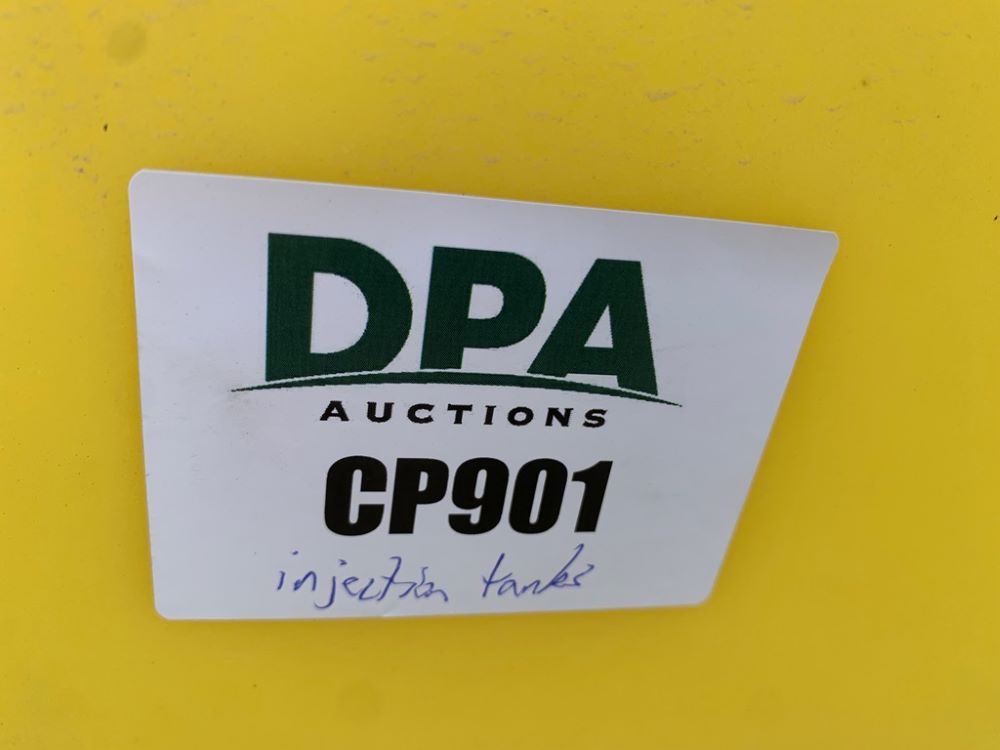 DPA
AUCTIONS
CP901
injection tanks